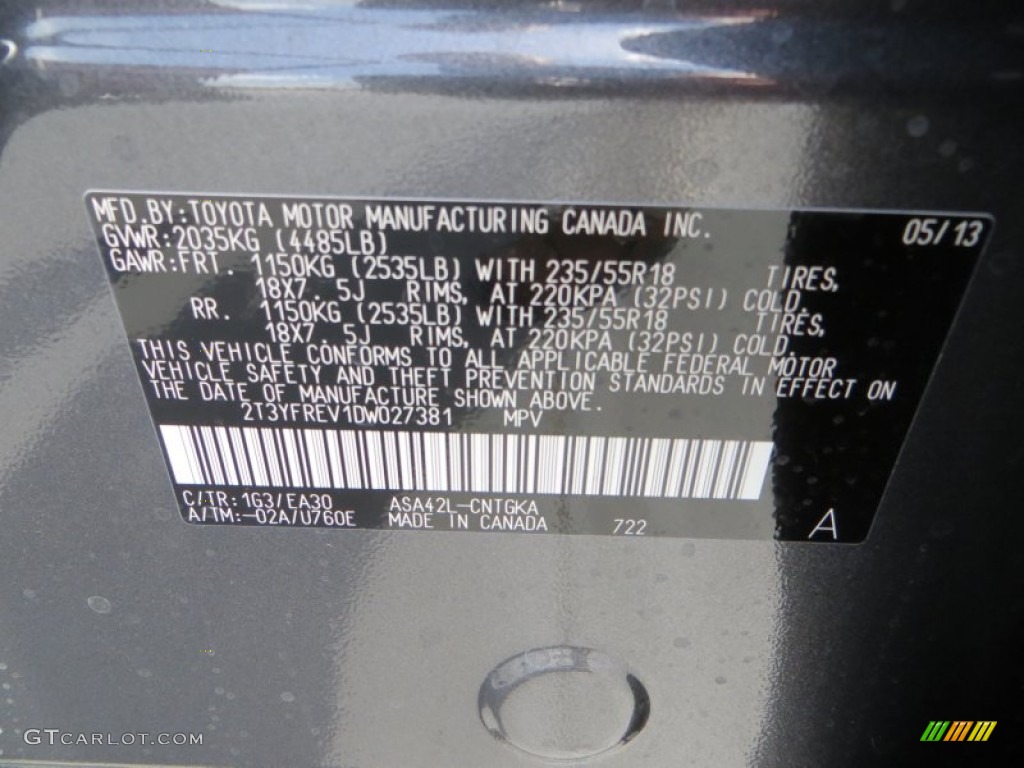 MFD.BY:TOYOTA MOTOR MANUFACTURING CANADA INC. 05/13
GVWR:2035KG (4485LB)
GAWR:FRT. 1150KG (2535LB) WITH 235/55R18 TIRES,
18X7.5J RIMS, AT 220KPA (32PSI) COLD,
RR. 1150KG (2535LB) WITH 235/55R18 TIRES,
18X7.5J RIMS, AT 220KPA (32PSI) COLD.
THIS VEHICLE CONFORMS TO ALL APPLICABLE FEDERAL MOTOR
VEHICLE SAFETY AND THEFT PREVENTION STANDARDS IN EFFECT ON
THE DATE OF MANUFACTURE SHOWN ABOVE.
2T3YFREV1DW027381 MPV
C/TR:1G3/EA30 ASA42L-CNTGKA
A/TM:-02A/U760E MADE IN CANADA 722 A
GTCARLOT.COM